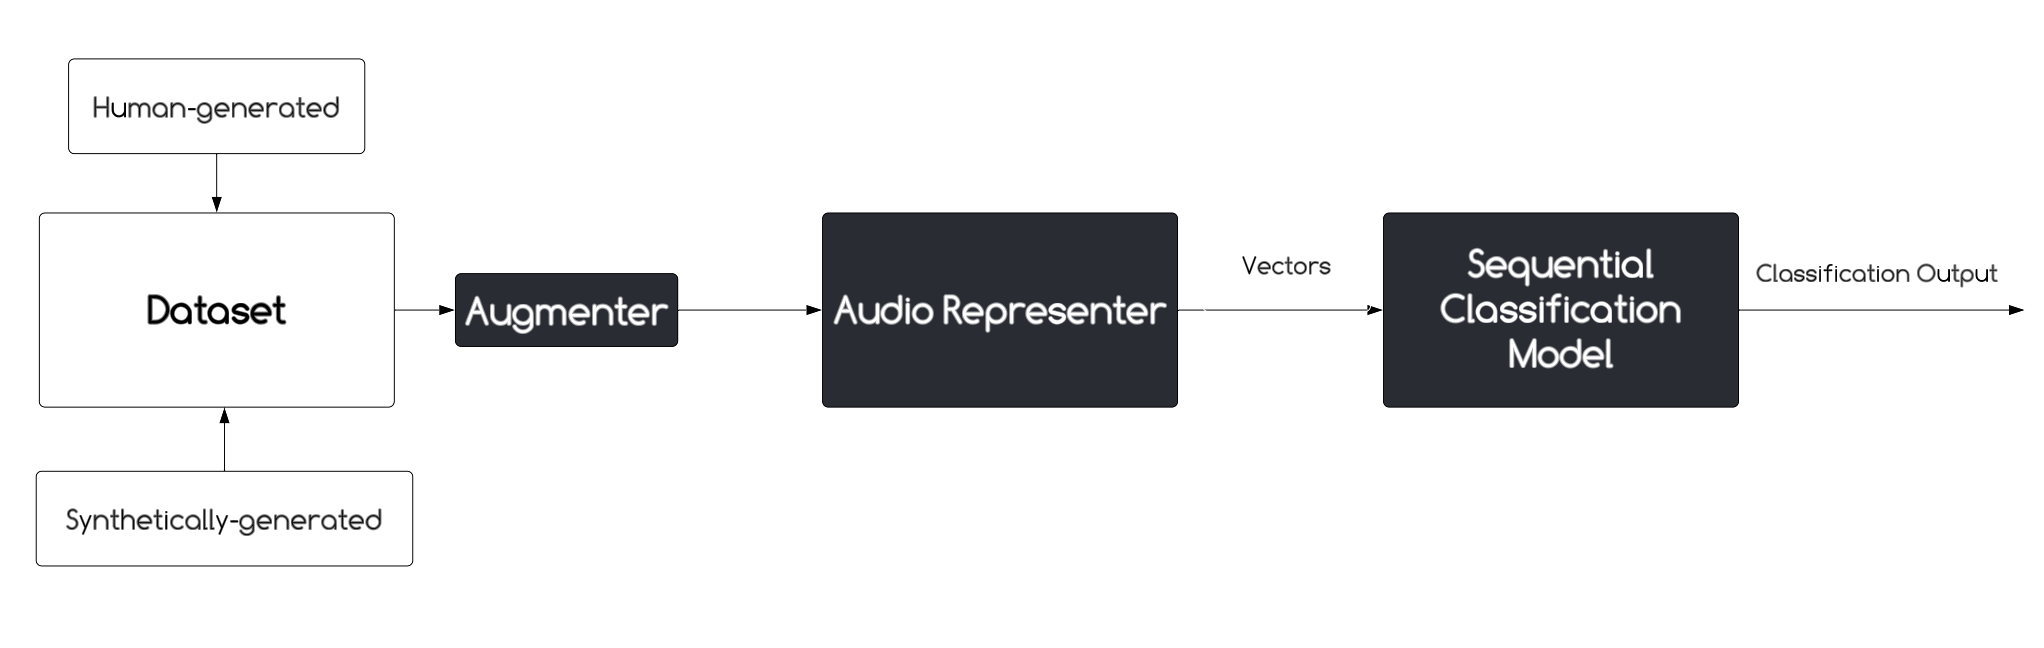 Human-generated
Dataset
Synthetically-generated
Augmenter
Audio Representer
Vectors
Sequential
Classification
Model
Classification Output